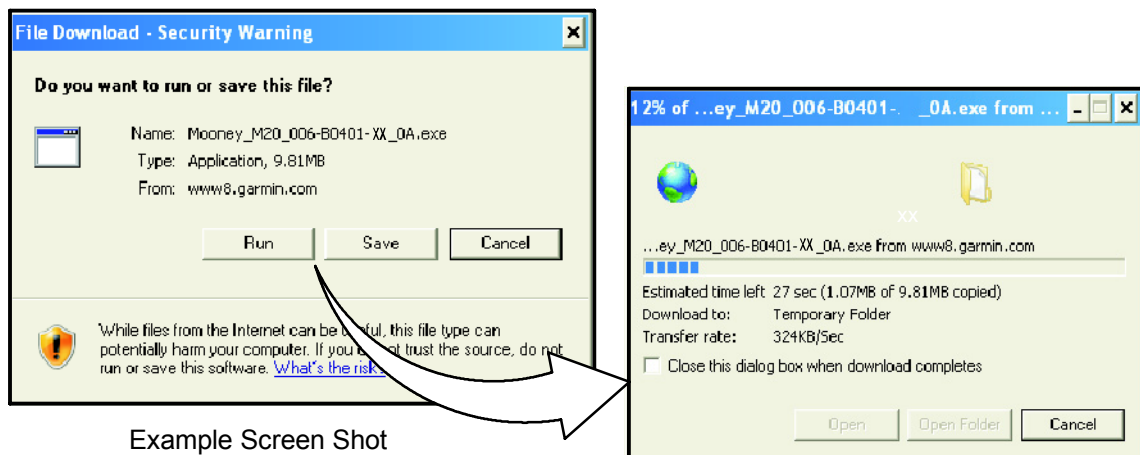 File Download - Security Warning
Do you want to run or save this file?
Name: Mooney_M20_006-B0401-XX_0A.exe
Type: Application, 9.81MB
From: www8.garmin.com
Run Save Cancel
While files from the Internet can be useful, this file type can
potentially harm your computer. If you do not trust the source, do not
run or save this software. What's the risk
Example Screen Shot
12% of ...ey_M20_006-B0401-. _0A.exe from ...
XX
...ey_M20_006-B0401-XX_0A.exe from www8.garmin.com
Estimated time left 27 sec (1.07MB of 9.81MB copied)
Download to: Temporary Folder
Transfer rate: 324KB/Sec
Close this dialog box when download completes
Open Open Folder Cancel